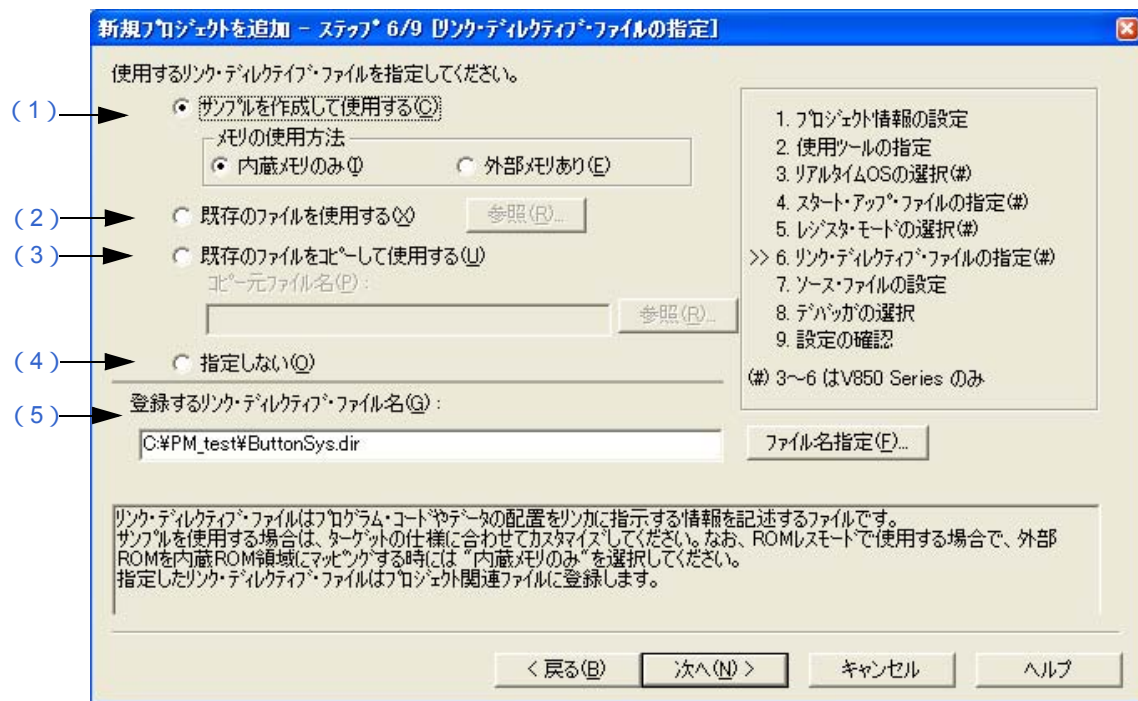 新規プロジェクトを追加 - ステップ 6/9 [リンク・ディレクティブ・ファイルの指定]
使用するリンク・ディレクティブ・ファイルを指定してください。
(1)
サンプルを作成して使用する(C)
メモリの使用方法
内蔵メモリのみ(I)
外部メモリあり(E)
(2)
既存のファイルを使用する(X)
参照(R)...
(3)
既存のファイルをコピーして使用する(U)
コピー元ファイル名(P):
参照(R)...
(4)
指定しない(O)
1. プロジェクト情報の設定
2. 使用ツールの指定
3. リアルタイムOSの選択(#)
4. スタート・アップ・ファイルの指定(#)
5. レジスタ・モードの選択(#)
>> 6. リンク・ディレクティブ・ファイルの指定(#)
7. ソース・ファイルの設定
8. デバッガの選択
9. 設定の確認
(#) 3~6 はV850 Series のみ
(5)
登録するリンク・ディレクティブ・ファイル名(G):
C:¥PM_test¥ButtonSys.dir
ファイル名指定(F)...
リンク・ディレクティブ・ファイルはプログラム・コードやデータの配置をリンカに指示する情報を記述するファイルです。
サンプルを使用する場合は、ターゲットの仕様に合わせてカスタマイズしてください。なお、ROMレスモードで使用する場合で、外部
ROMを内蔵ROM領域にマッピングする時には “内蔵メモリのみ”を選択してください。
指定したリンク・ディレクティブ・ファイルはプロジェクト関連ファイルに登録します。
< 戻る(B)
次へ(N) >
キャンセル
ヘルプ